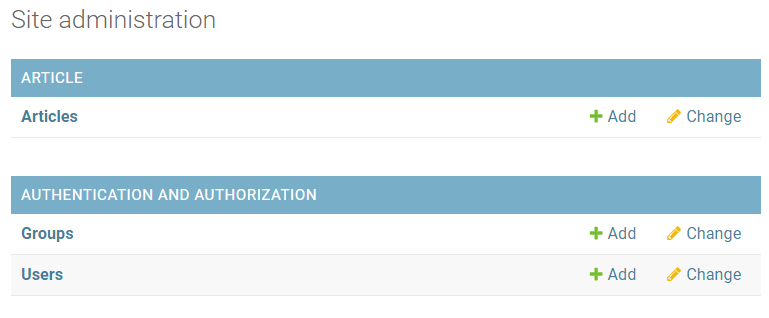 Site administration
ARTICLE
Articles Add Change
AUTHENTICATION AND AUTHORIZATION
Groups Add Change
Users Add Change